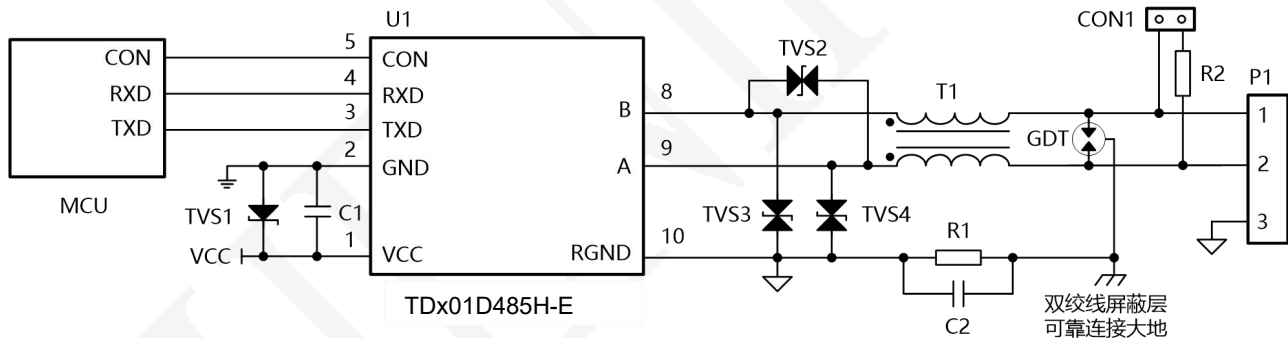 U1
CON1
MCU
CON
RXD
TXD
5
4
3
2
1
CON
RXD
TXD
GND
VCC
B
A
RGND
8
9
10
TDx01D485H-E
VCC
TVS1
C1
TVS2
TVS3
TVS4
T1
GDT
R1
C2
R2
P1
1
2
3
双绞线屏蔽层
可靠连接大地